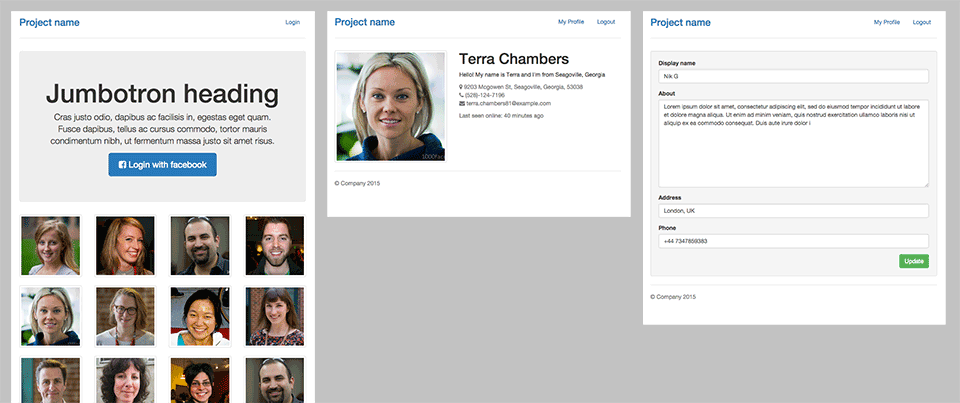 Project name
Login
Jumbotron heading
Cras justo odio, dapibus ac facilisis in, egestas eget quam.
Fusce dapibus, tellus ac cursus commodo, tortor mauris
condimentum nibh, ut fermentum massa justo sit amet risus.
Login with facebook
Project name
My Profile
Logout
Terra Chambers
Hello! My name is Terra and I'm from Seagoville, Georgia
9203 Mcgowen St, Seagoville, Georgia, 53038
(528)-124-7196
terra.chambers81@example.com
Last seen online: 40 minutes ago
© Company 2015
Project name
My Profile
Logout
Display name
Nik G
About
Lorem ipsum dolor sit amet, consectetur adipiscing elit, sed do eiusmod tempor incididunt ut labore
et dolore magna aliqua. Ut enim ad minim veniam, quis nostrud exercitation ullamco laboris nisi ut
aliquip ex ea commodo consequat. Duis aute irure dolor i
Address
London, UK
Phone
+44 7347859383
Update
© Company 2015